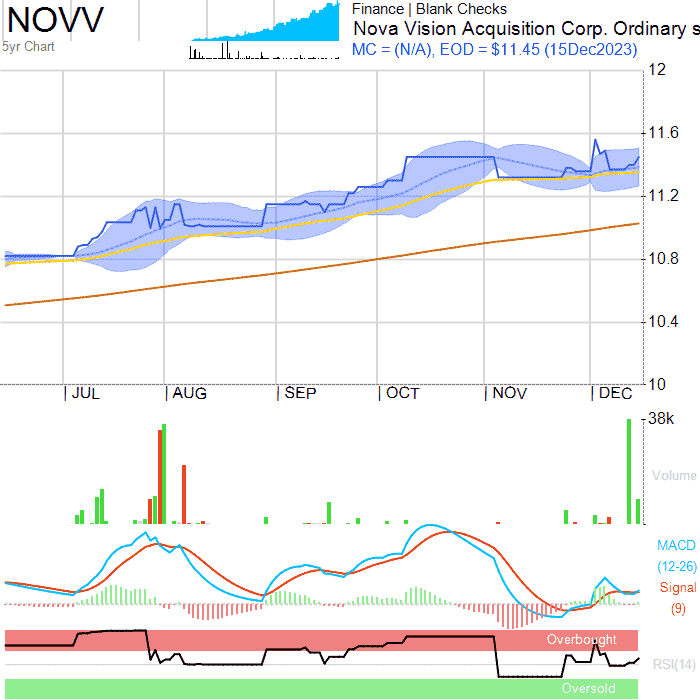 NOVV
5yr Chart
Finance | Blank Checks
Nova Vision Acquisition Corp. Ordinary s
MC = (N/A), EOD = $11.45 (15Dec2023)
12
11.6
11.2
10.8
10.4
10
JUL AUG SEP OCT NOV DEC
38k
Volume
MACD
(12-26)
Signal
(9)
Overbought
RSI(14)
Oversold